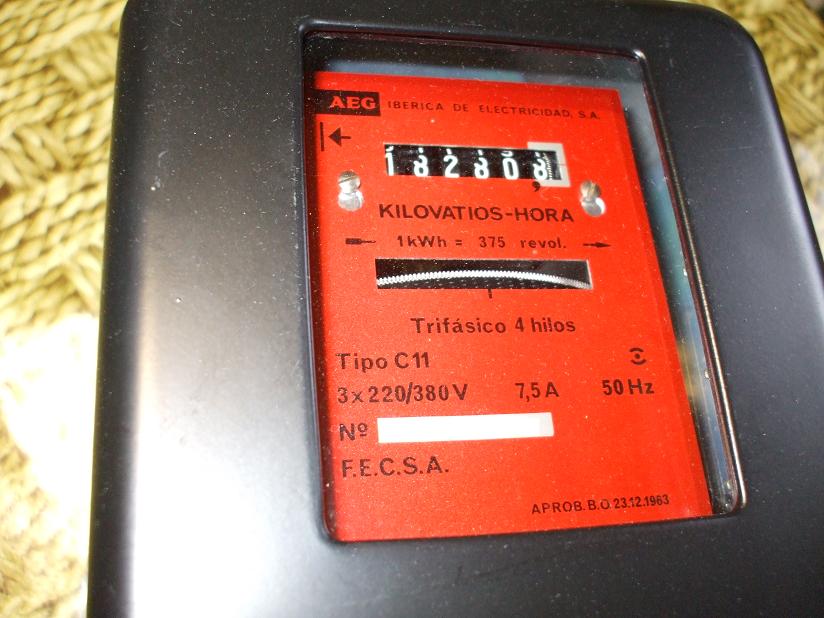 AEG IBERICA DE ELECTRICIDAD, S.A.
182808
KILOVATIOS-HORA
1kWh = 375 revol.
Trifásico 4 hilos
Tipo C11
3x220/380V 7,5A 50Hz
Nº
F.E.C.S.A.
APROB. B.O. 23.12.1963